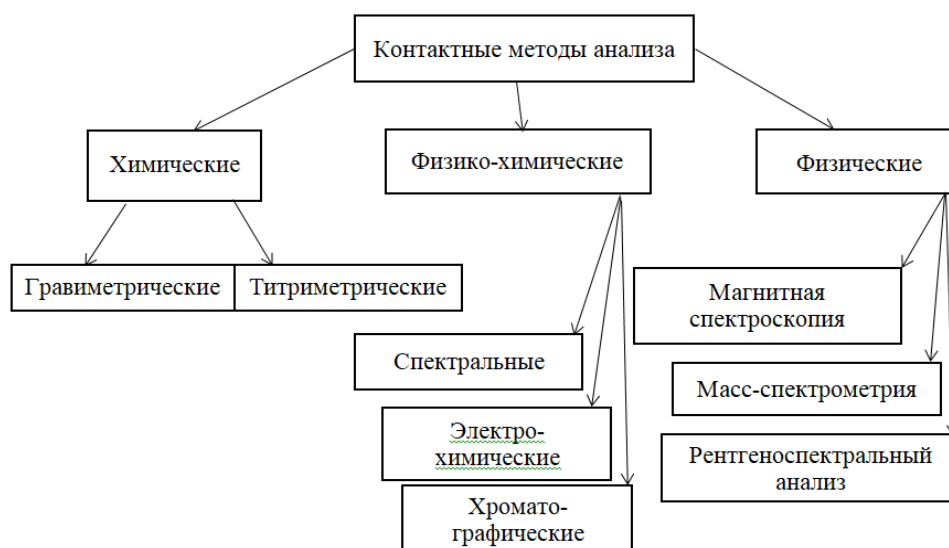 Контактные методы анализа
Химические
Физико-химические
Физические
Гравиметрические
Титриметрические
Магнитная
спектроскопия
Спектральные
Масс-спектрометрия
Электро-
химические
Рентгеноспектральный
анализ
Хромато-
ографические